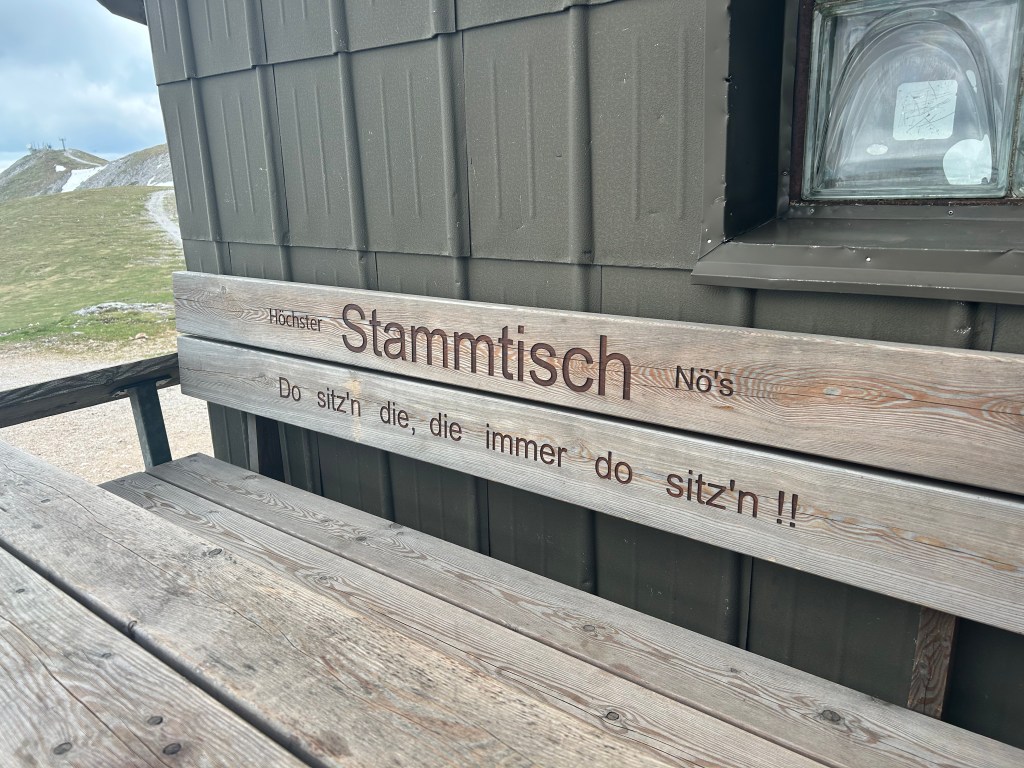 Höchster Stammtisch Nö's
Do sitz'n die, die immer do sitz'n !!